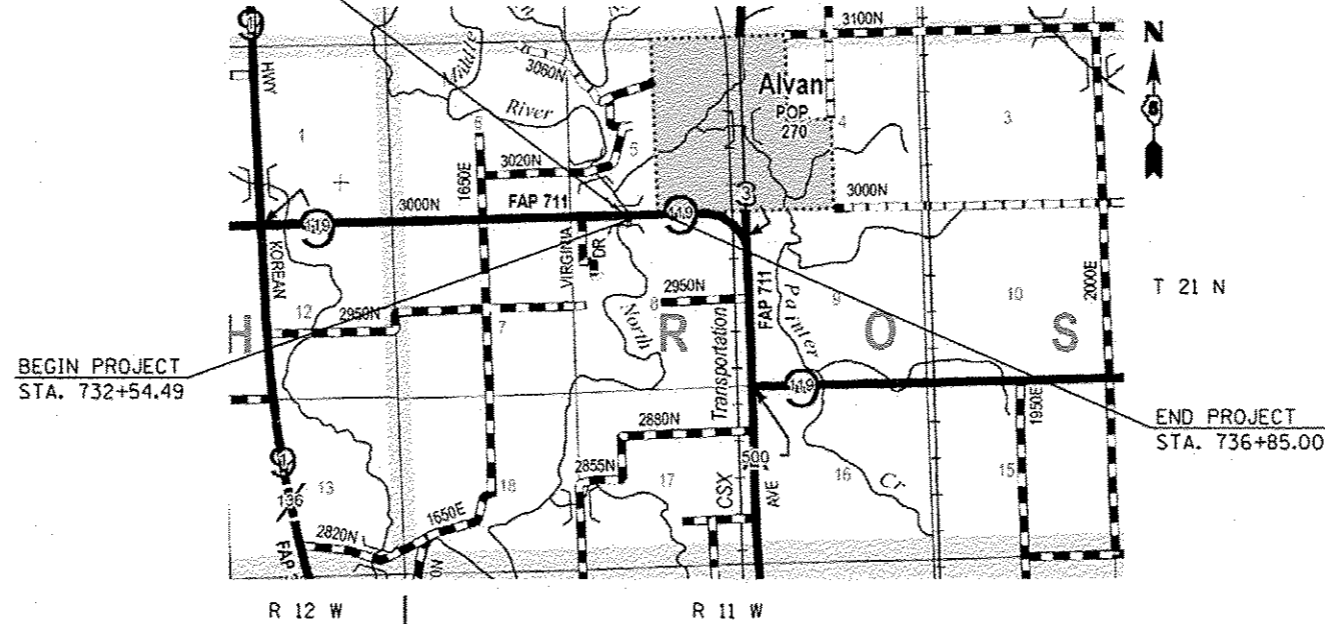 1
HWY
3100N
N
Middle
3060N
River
Alvan
POP.
270
1
5
4
3
3020N
1650E
3000N
FAP 711
119
119
3
3000N
KOREAN
VIRGINIA
DR
2950N
12
2950N
7
North
8
FAP 711
Painter
9
10
2000E
T 21 N
H
R
O
S
BEGIN PROJECT
STA. 732+54.49
Transportation
119
END PROJECT
STA. 736+85.00
2880N
1950E
1
2855N
17
500
16
15
13
136
18
CSX
AVE
Cr
2820N
1650E
FAP
R 12 W
R 11 W